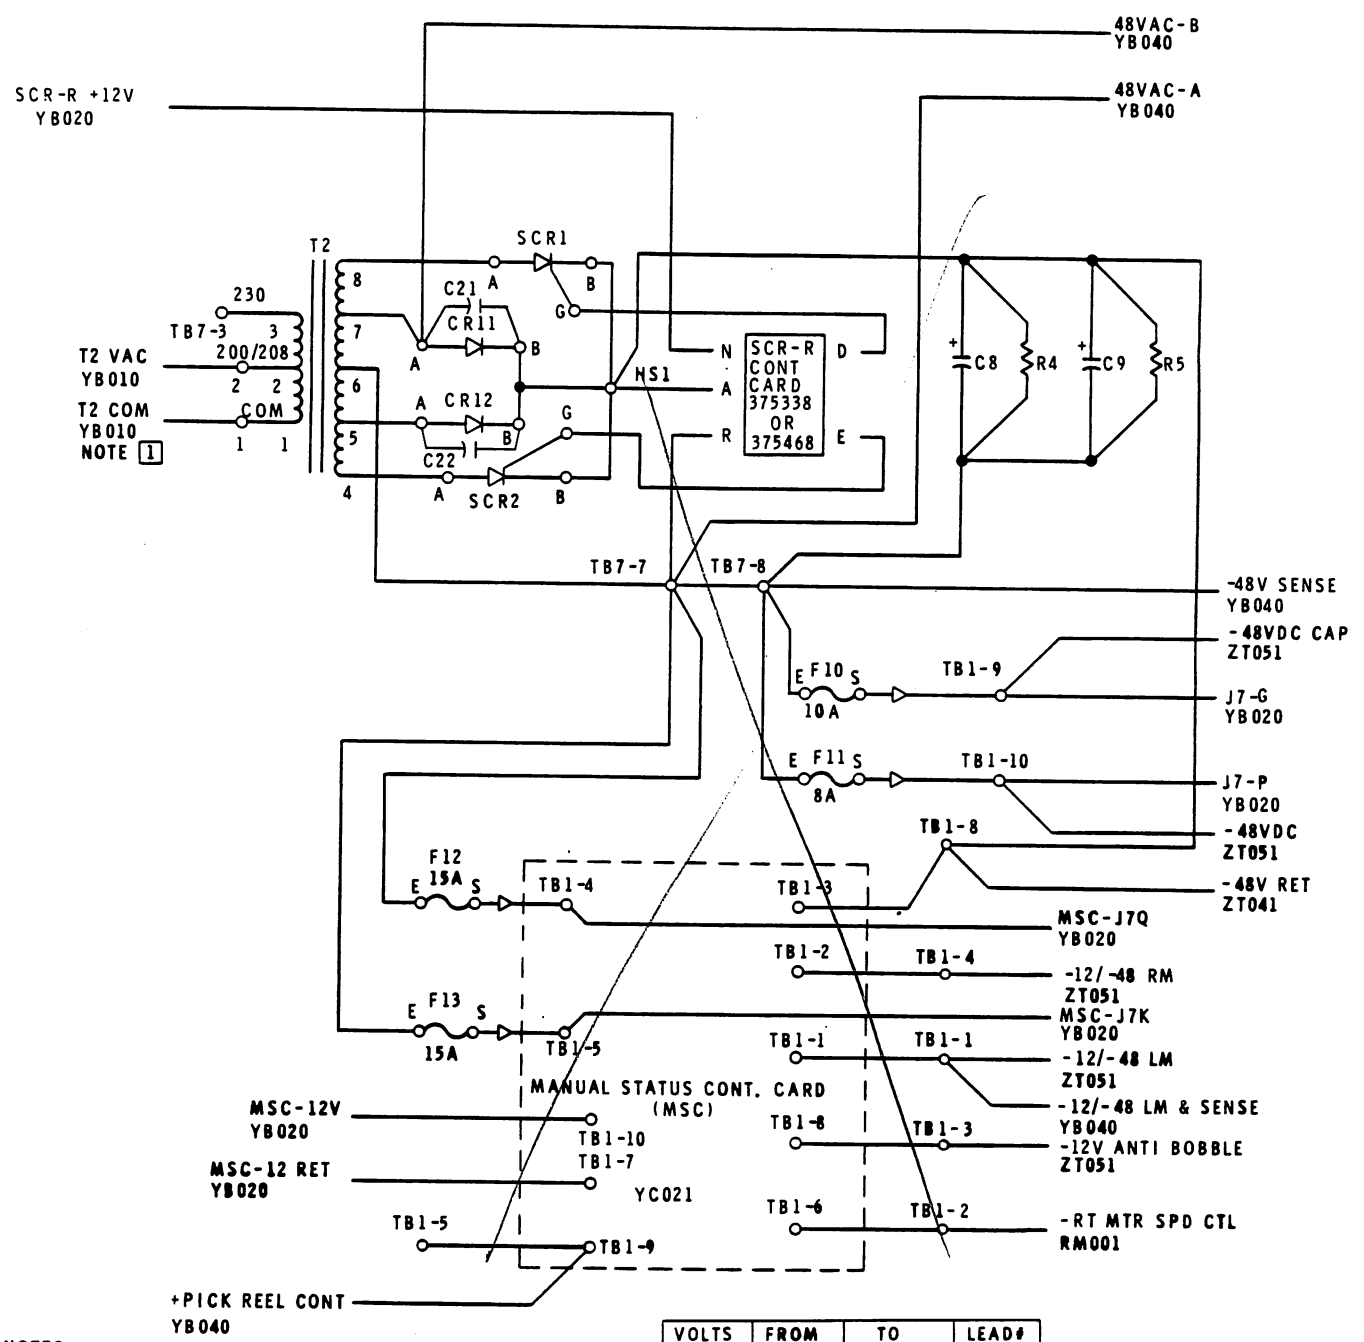 48VAC-B
YB040
SCR-R +12V
YB020
48VAC-A
YB040
T2
SCR1
8
A
B
230
C21
G
TB7-3
3
7
CR11
200/208
A
B
T2 VAC
YB010
2
2
6
HS1
N
A
R
SCR-R
CONT
CARD
375338
OR
375468
D
E
+
C8
R4
+
C9
R5
T2 COM
YB010
NOTE 1
COM
1
1
A
CR12
B
G
5
C22
4
A
SCR2
B
TB7-7
TB7-8
-48V SENSE
YB040
-48VDC CAP
ZT051
E
F10
S
10A
TB1-9
J7-G
YB020
E
F11
S
8A
TB1-10
J7-P
YB020
TB1-8
-48VDC
ZT051
F12
15A
E
S
TB1-4
TB1-3
-48V RET
ZT041
MSC-J7Q
YB020
TB1-2
TB1-4
-12/-48 RM
ZT051
E
F13
S
15A
TB1-5
MSC-J7K
YB020
TB1-1
TB1-1
-12/-48 LM
ZT051
MANUAL STATUS CONT. CARD
(MSC)
-12/-48 LM & SENSE
YB040
MSC-12V
YB020
TB1-10
TB1-8
TB1-3
-12V ANTI BOBBLE
ZT051
MSC-12 RET
YB020
TB1-7
YC021
TB1-6
TB1-2
-RT MTR SPD CTL
RM001
TB1-5
TB1-9
+PICK REEL CONT
YB040
VOLTS FROM TO LEAD#